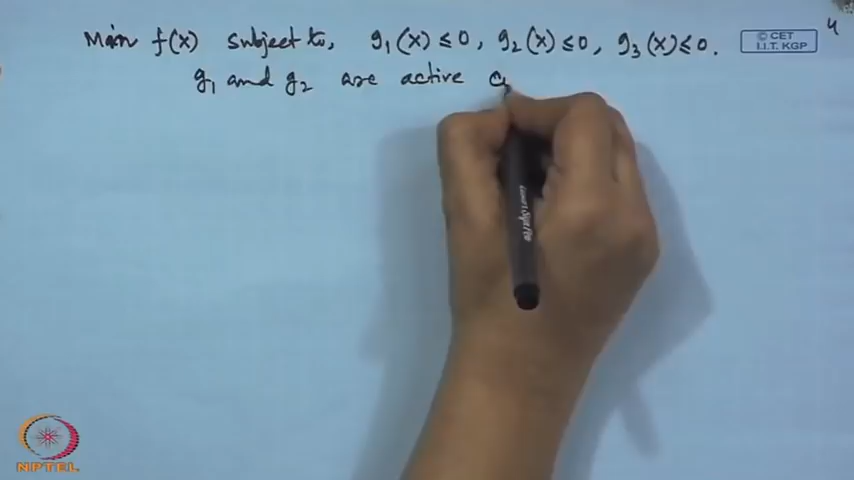 Min f(x) subject to, g₁(x) ≤ 0, g₂(x) ≤ 0, g₃(x) ≤ 0.
© CET
I.I.T. KGP
4
g₁ and g₂ are active
NPTEL